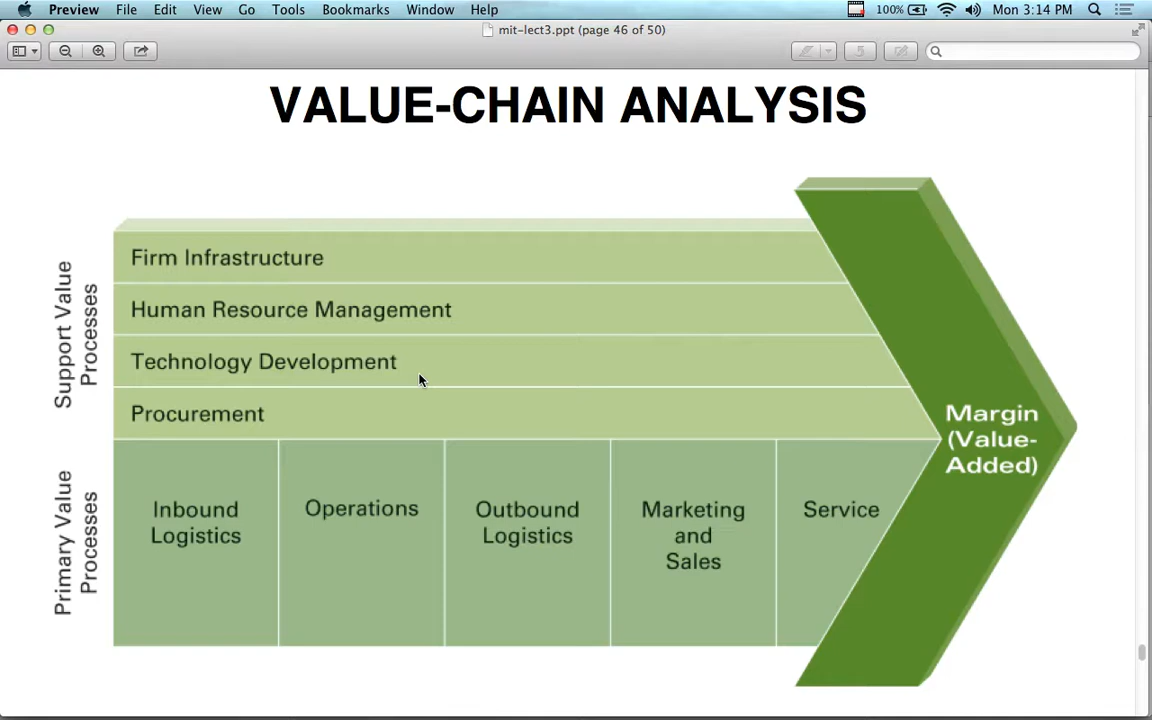 Preview File Edit View Go Tools Bookmarks Window Help 100% Mon 3:14 PM
mit-lect3.ppt (page 46 of 50)
VALUE-CHAIN ANALYSIS
Support Value
Processes
Firm Infrastructure
Human Resource Management
Technology Development
Procurement
Primary Value
Processes
Inbound
Logistics
Operations
Outbound
Logistics
Marketing
and
Sales
Service
Margin
(Value-
Added)